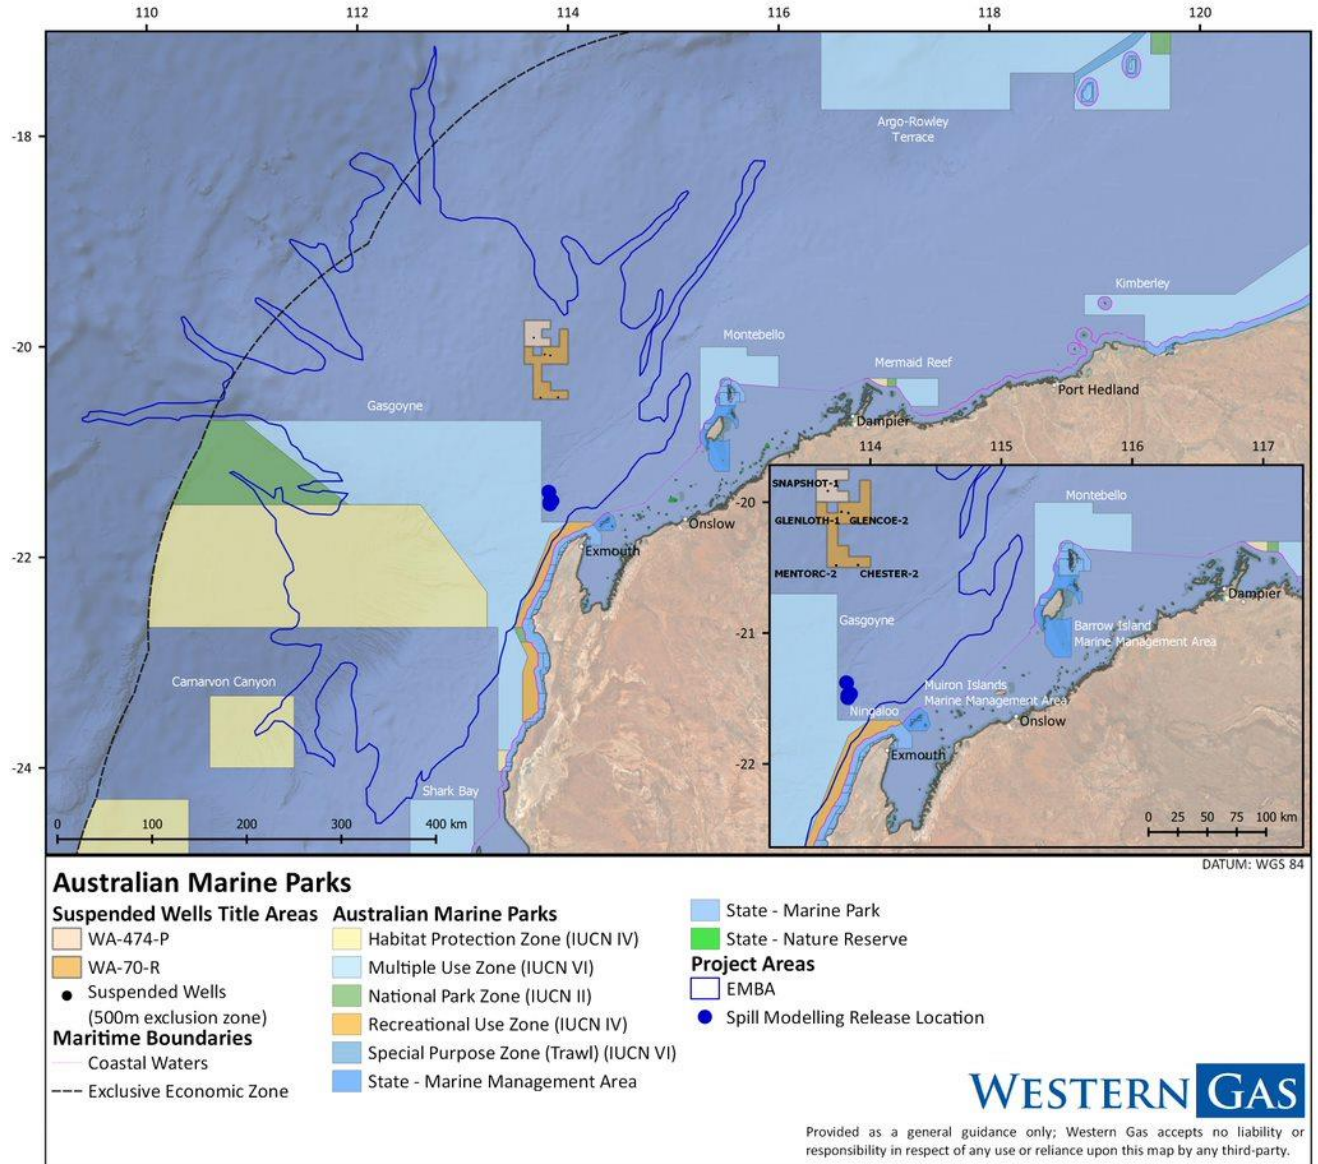 110 112 114 116 118 120
-18
-20
-22
-24
Argo-Rowley
Terrace
Kimberley
Montebello
Mermaid Reef
Port Hedland
Gasgoyne
Dampier
Onslow
Exmouth
Carnarvon Canyon
Shark Bay
0 100 200 300 400 km
114 115 116 117
-20
-21
-22
SNAPSHOT-1
GLENLOTH-1 GLENCOE-2
MENTORC-2 CHESTER-2
Montebello
Dampier
Gasgoyne
Barrow Island
Marine Management Area
Muiron Islands
Marine Management Area
Ningaloo
Onslow
Exmouth
0 25 50 75 100 km
DATUM: WGS 84
Australian Marine Parks
Suspended Wells Title Areas
WA-474-P
WA-70-R
Suspended Wells
(500m exclusion zone)
Maritime Boundaries
Coastal Waters
Exclusive Economic Zone
Australian Marine Parks
Habitat Protection Zone (IUCN IV)
Multiple Use Zone (IUCN VI)
National Park Zone (IUCN II)
Recreational Use Zone (IUCN IV)
Special Purpose Zone (Trawl) (IUCN VI)
State - Marine Management Area
State - Marine Park
State - Nature Reserve
Project Areas
EMBA
Spill Modelling Release Location
WESTERN GAS
Provided as a general guidance only; Western Gas accepts no liability or
responsibility in respect of any use or reliance upon this map by any third-party.